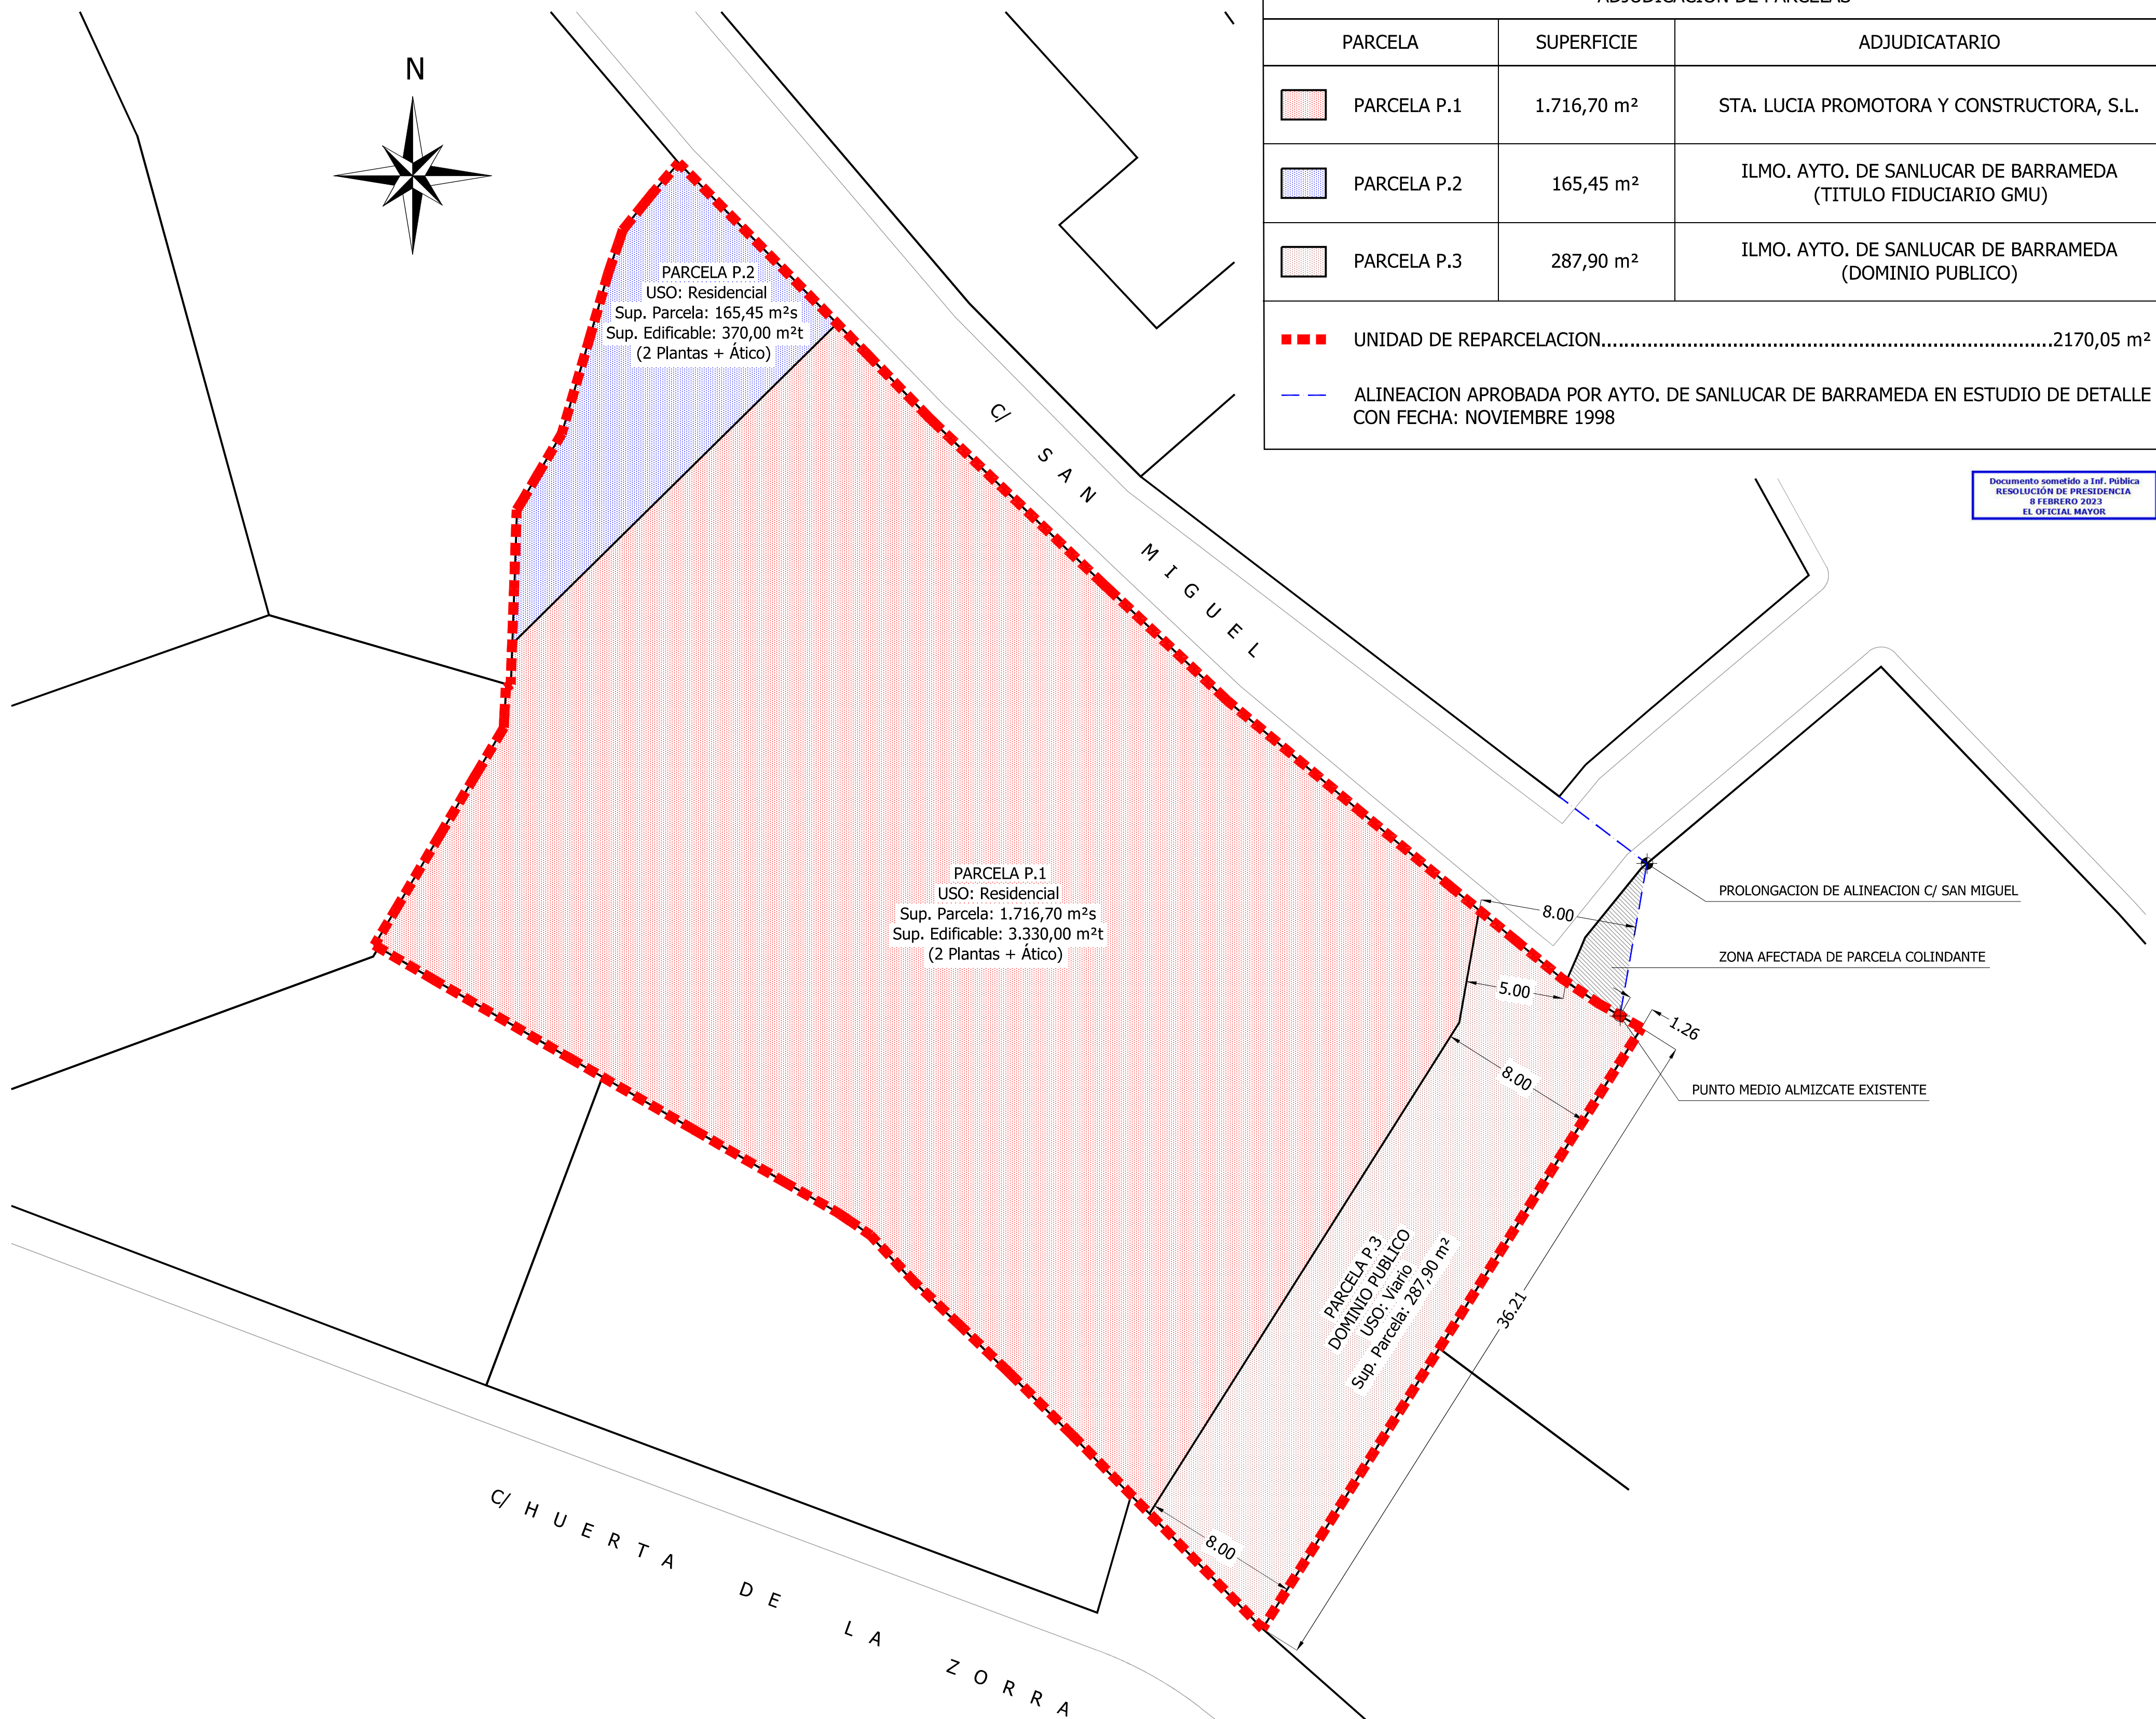 ADJUDICACION DE PARCELAS
PARCELA SUPERFICIE ADJUDICATARIO
PARCELA P.1 1.716,70 m² STA. LUCIA PROMOTORA Y CONSTRUCTORA, S.L.
PARCELA P.2 165,45 m² ILMO. AYTO. DE SANLUCAR DE BARRAMEDA
(TITULO FIDUCIARIO GMU)
PARCELA P.3 287,90 m² ILMO. AYTO. DE SANLUCAR DE BARRAMEDA
(DOMINIO PUBLICO)
UNIDAD DE REPARCELACION..............................................................................2170,05 m²
ALINEACION APROBADA POR AYTO. DE SANLUCAR DE BARRAMEDA EN ESTUDIO DE DETALLE
CON FECHA: NOVIEMBRE 1998
Documento sometido a Inf. Pública
RESOLUCIÓN DE PRESIDENCIA
8 FEBRERO 2023
EL OFICIAL MAYOR
N
PARCELA P.2
USO: Residencial
Sup. Parcela: 165,45 m²s
Sup. Edificable: 370,00 m²t
(2 Plantas + Ático)
C/ SAN MIGUEL
PARCELA P.1
USO: Residencial
Sup. Parcela: 1.716,70 m²s
Sup. Edificable: 3.330,00 m²t
(2 Plantas + Ático)
PROLONGACION DE ALINEACION C/ SAN MIGUEL
8.00
ZONA AFECTADA DE PARCELA COLINDANTE
5.00
1.26
8.00
PUNTO MEDIO ALMIZCATE EXISTENTE
PARCELA P.3
DOMINIO PUBLICO
USO: Viario
Sup. Parcela: 287,90 m²
36.21
8.00
C/ HUERTA DE LA ZORRA